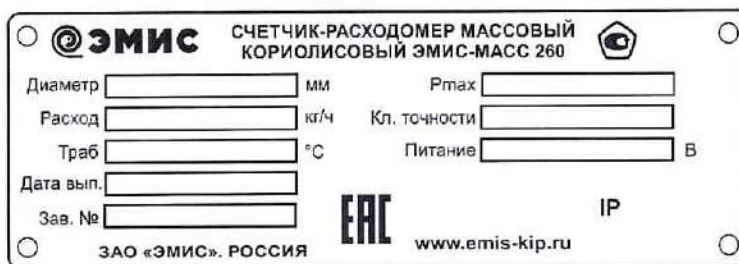 ЭМИС СЧЕТЧИК-РАСХОДОМЕР МАССОВЫЙ
КОРИОЛИСОВЫЙ ЭМИС-МАСС 260
Диаметр мм Pmax
Расход кг/ч Кл. точности
Траб °C Питание В
Дата вып.
Зав. № EAC IP
ЗАО «ЭМИС». РОССИЯ www.emis-kip.ru